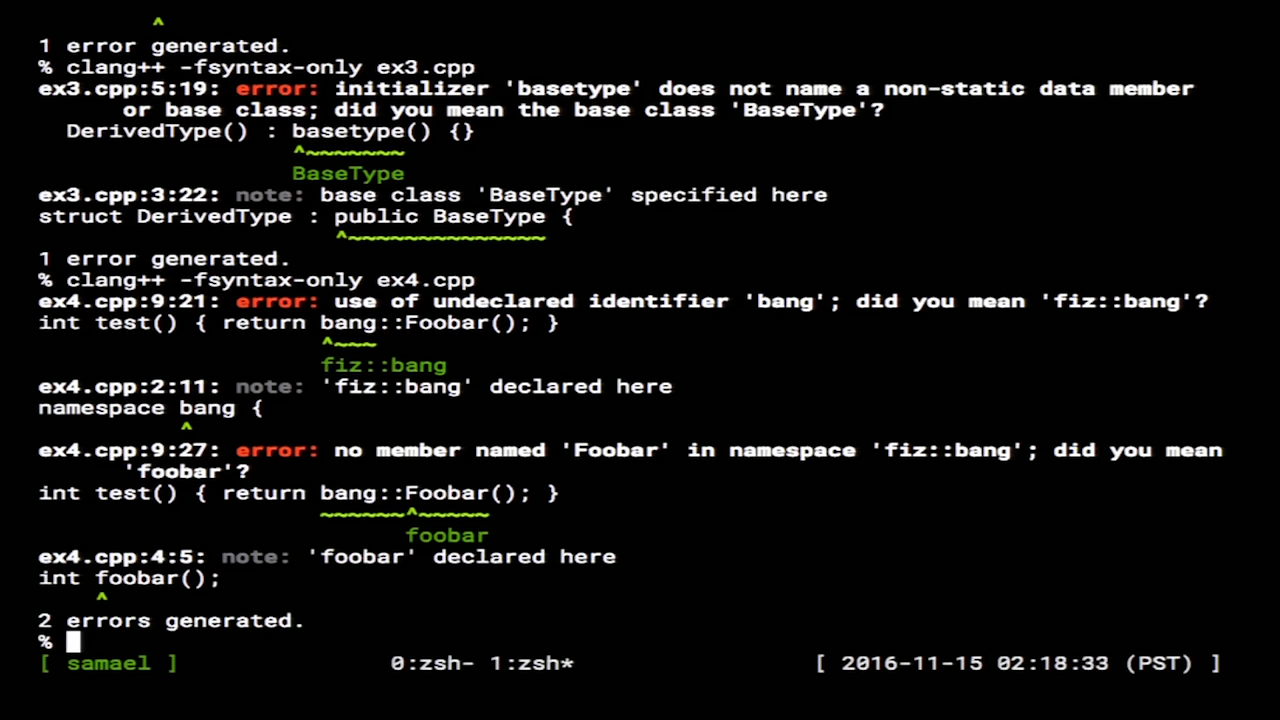 ^
1 error generated.
% clang++ -fsyntax-only ex3.cpp
ex3.cpp:5:19: error: initializer 'basetype' does not name a non-static data member
or base class; did you mean the base class 'BaseType'?
DerivedType() : basetype() {}
^~~~~~~~
BaseType
ex3.cpp:3:22: note: base class 'BaseType' specified here
struct DerivedType : public BaseType {
^~~~~~~~~~~~~~~
1 error generated.
% clang++ -fsyntax-only ex4.cpp
ex4.cpp:9:21: error: use of undeclared identifier 'bang'; did you mean 'fiz::bang'?
int test() { return bang::Foobar(); }
^~~~
fiz::bang
ex4.cpp:2:11: note: 'fiz::bang' declared here
namespace bang {
^
ex4.cpp:9:27: error: no member named 'Foobar' in namespace 'fiz::bang'; did you mean
'foobar'?
int test() { return bang::Foobar(); }
~~~~~~^~~~~~
foobar
ex4.cpp:4:5: note: 'foobar' declared here
int foobar();
^
2 errors generated.
%
[ samael ] 0:zsh- 1:zsh* [ 2016-11-15 02:18:33 (PST) ]